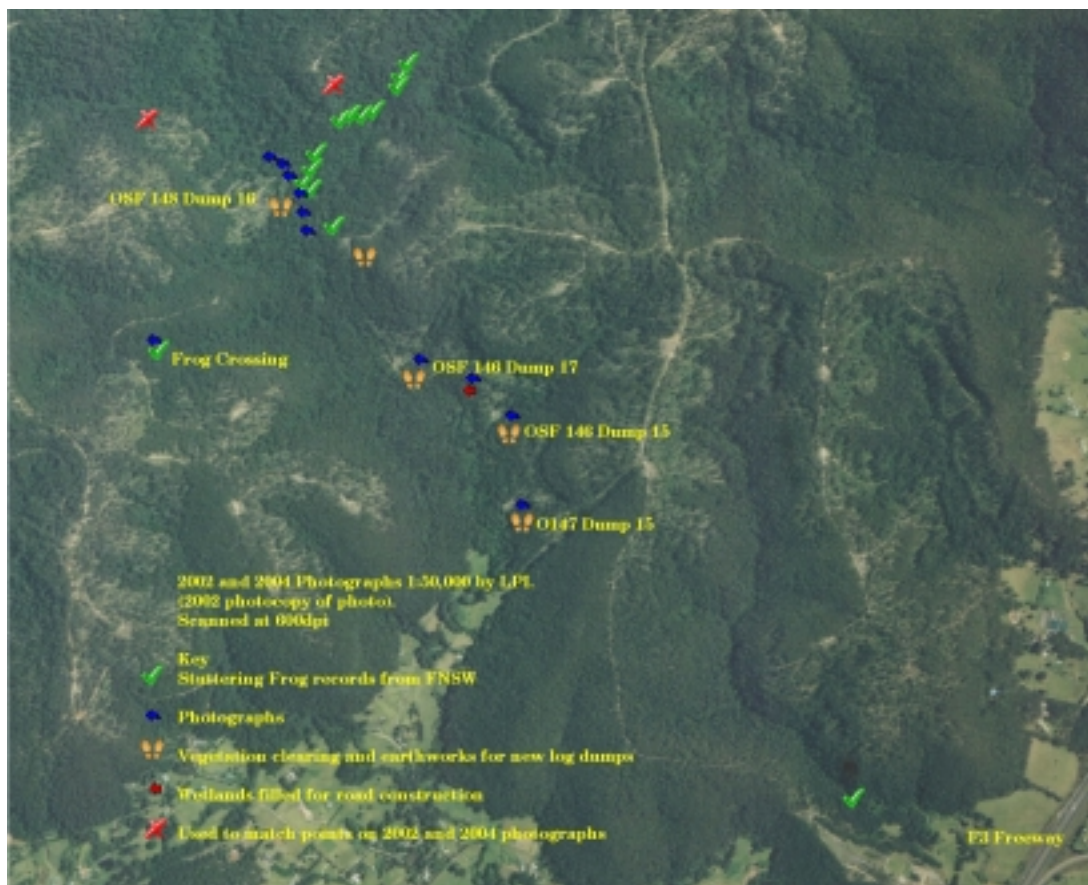 OSF 148 Dump 16
Frog Crossing
OSF 146 Dump 17
OSF 146 Dump 15
O147 Dump 15
2002 and 2004 Photographs 1:50,000 by LPI.
(2002 photocopy of photo).
Scanned at 600dpi
Key
Stuttering Frog records from FNSW
Photographs
Vegetation clearing and earthworks for new log dumps
Wetlands filled for road construction
Used to match points on 2002 and 2004 photographs
F3 Freeway